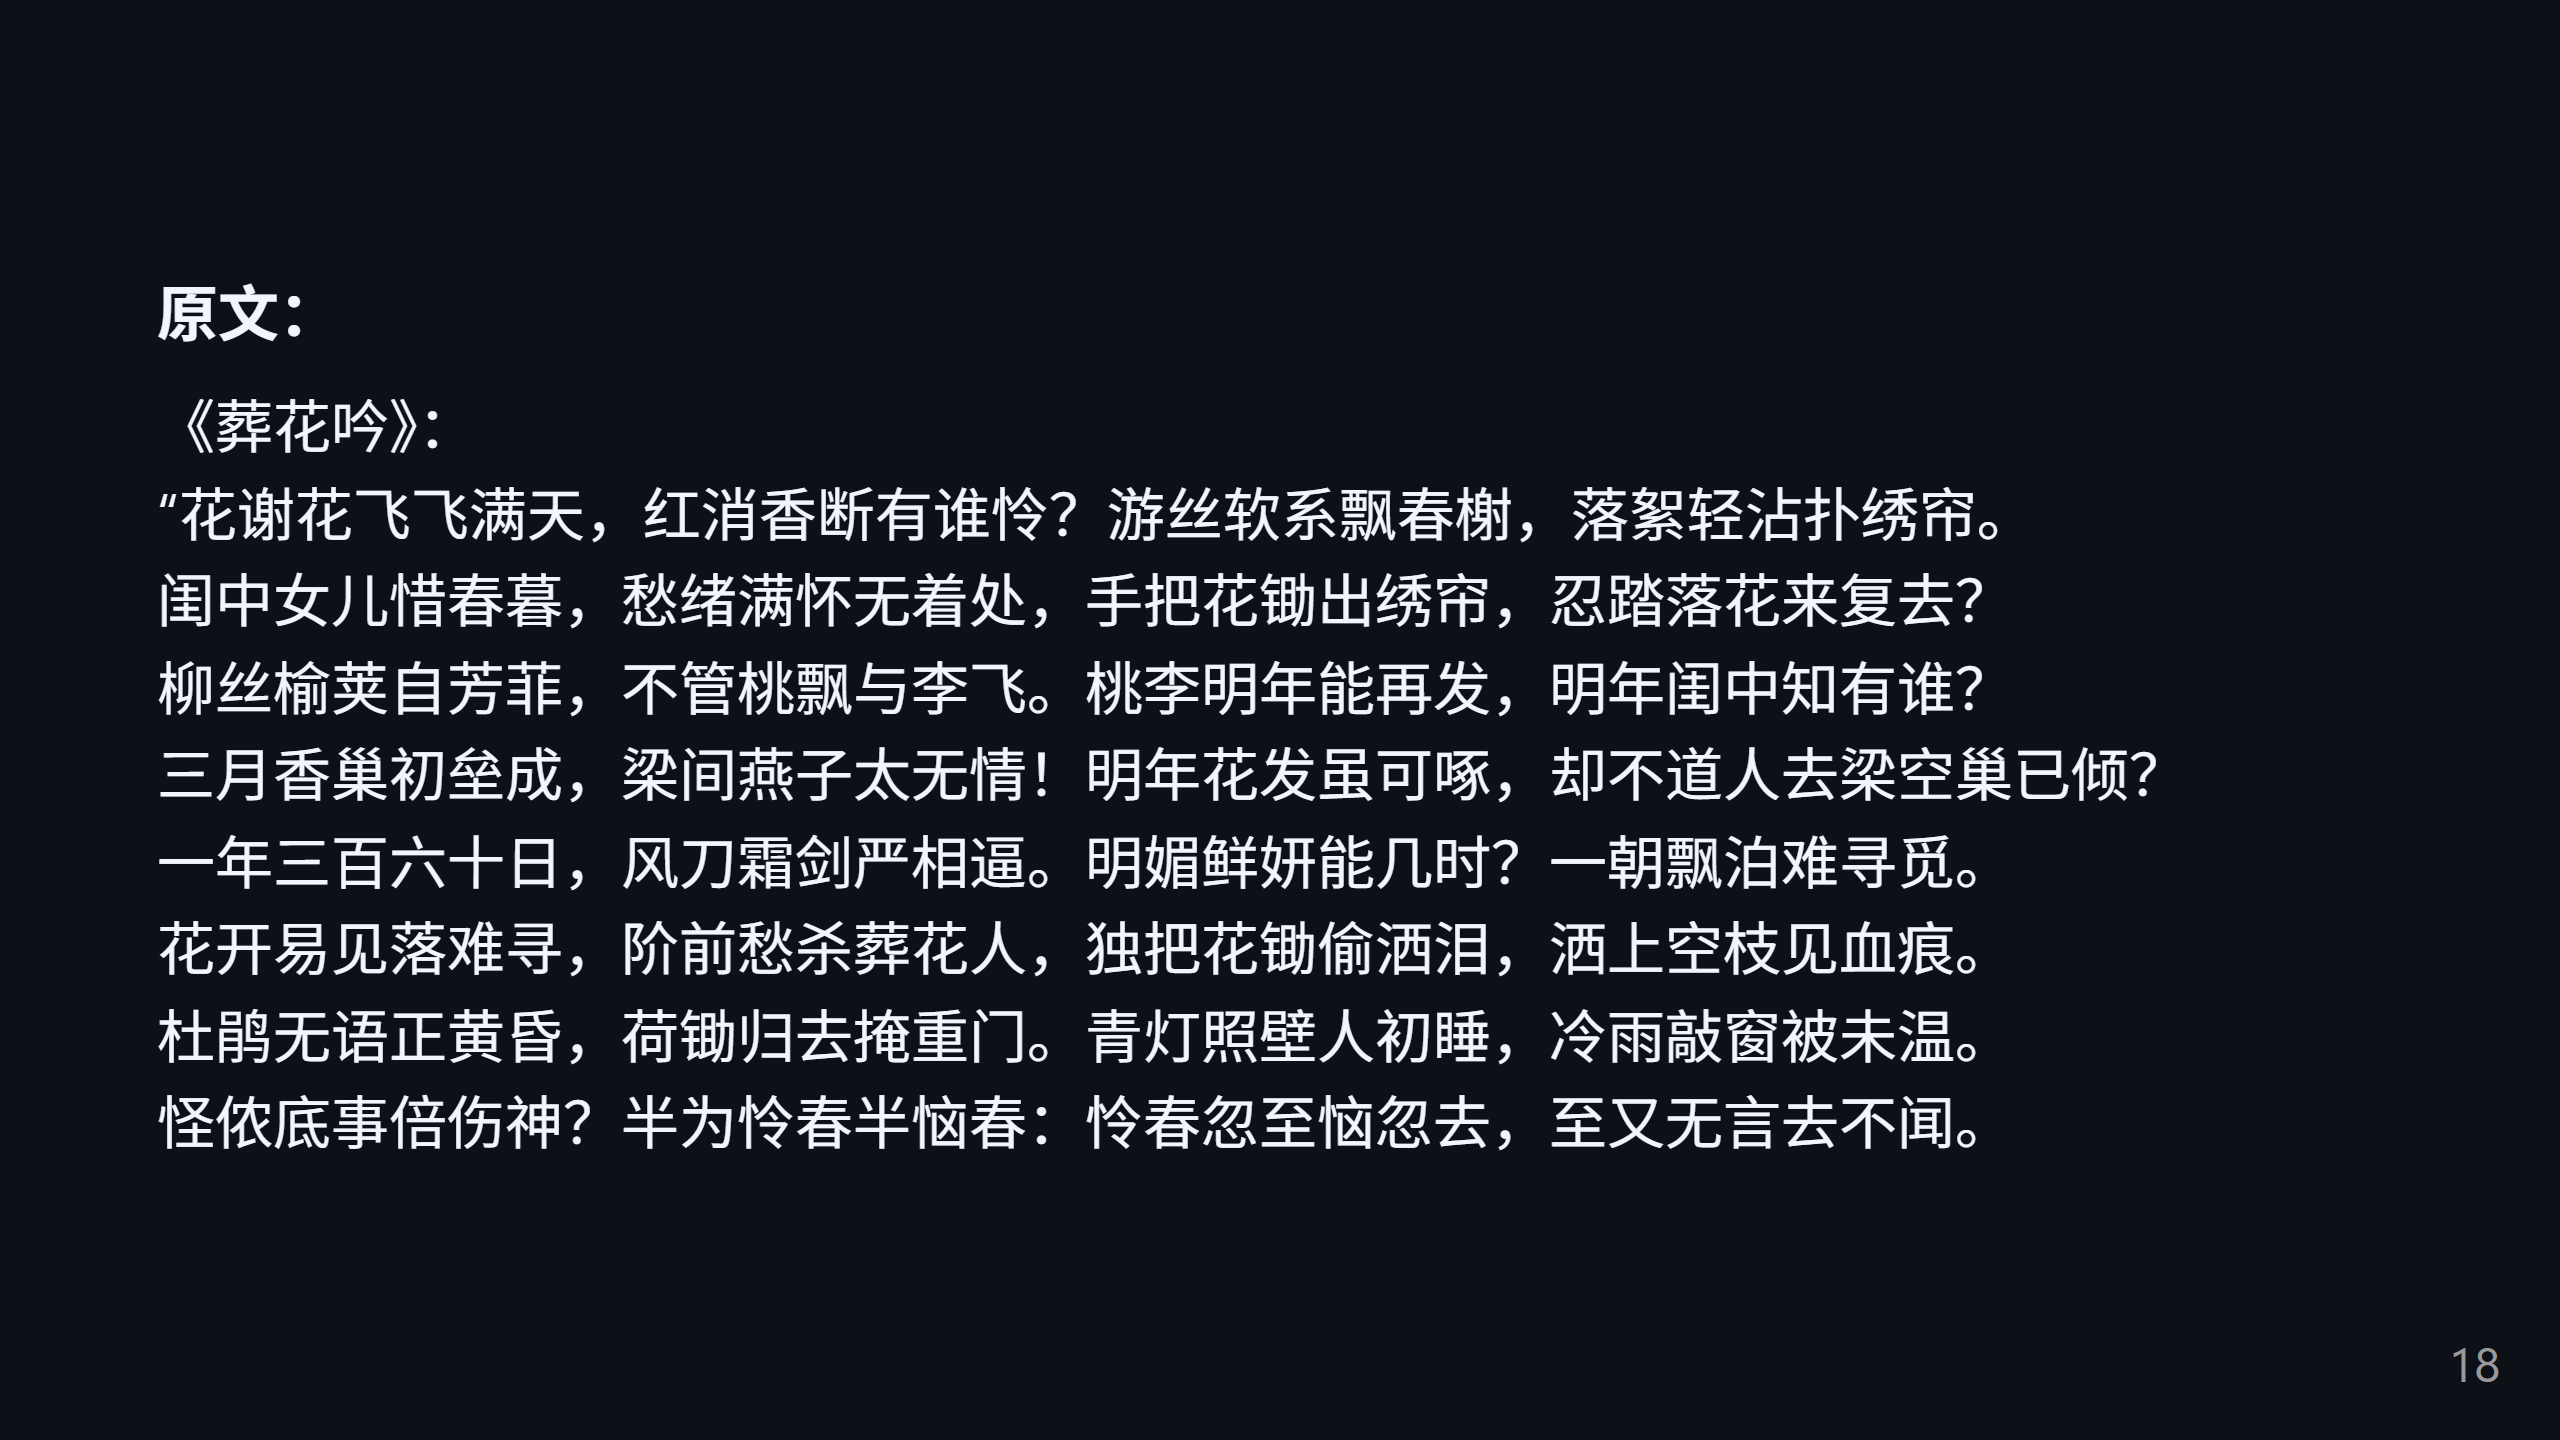 原文：
《葬花吟》：
“花谢花飞飞满天，红消香断有谁怜？游丝软系飘春榭，落絮轻沾扑绣帘。
闺中女儿惜春暮，愁绪满怀无着处，手把花锄出绣帘，忍踏落花来复去？
柳丝榆荚自芳菲，不管桃飘与李飞。桃李明年能再发，明年闺中知有谁？
三月香巢初垒成，梁间燕子太无情！明年花发虽可啄，却不道人去梁空巢已倾？
一年三百六十日，风刀霜剑严相逼。明媚鲜妍能几时？一朝飘泊难寻觅。
花开易见落难寻，阶前愁杀葬花人，独把花锄偷洒泪，洒上空枝见血痕。
杜鹃无语正黄昏，荷锄归去掩重门。青灯照壁人初睡，冷雨敲窗被未温。
怪侬底事倍伤神？半为怜春半恼春：怜春忽至恼忽去，至又无言去不闻。
18